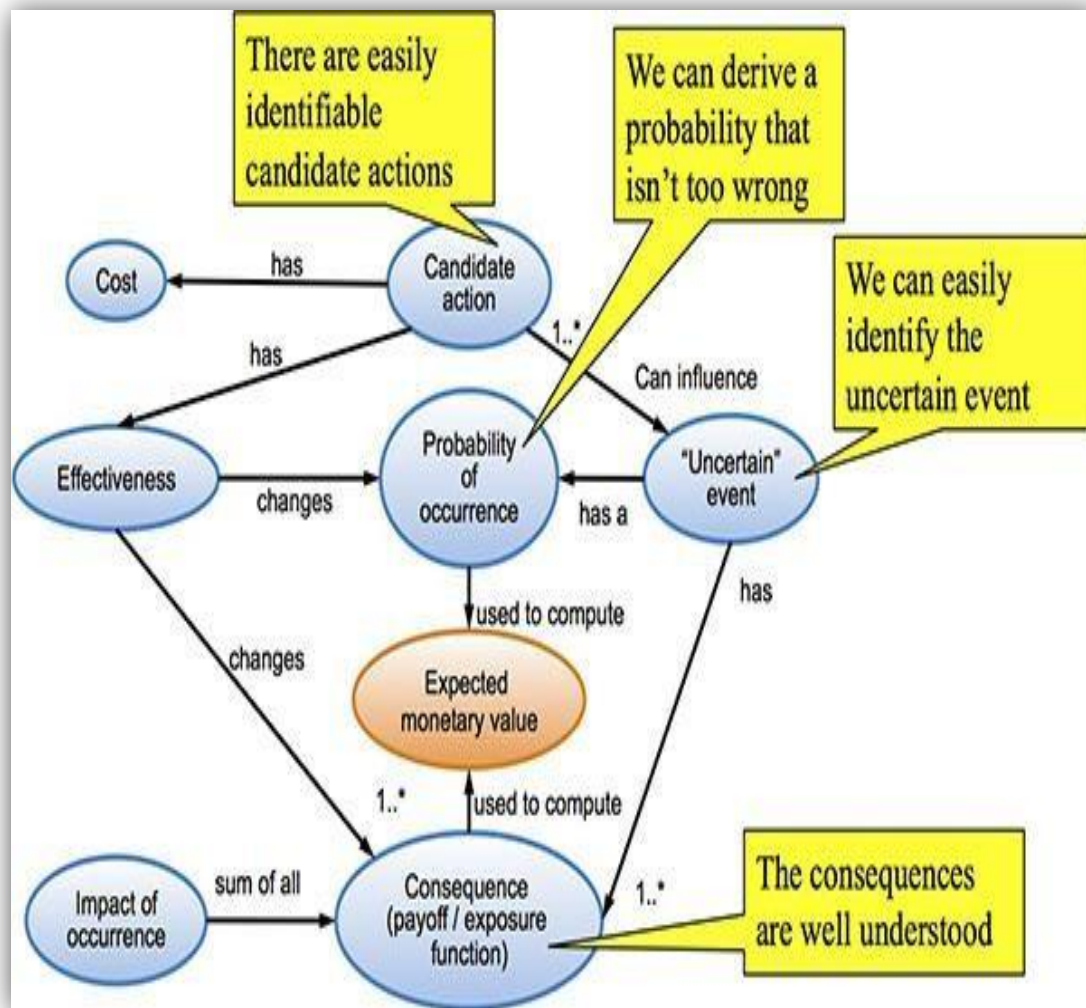 There are easily
identifiable
candidate actions
We can derive a
probability that
isn't too wrong
We can easily
identify the
uncertain event
Cost
has
Candidate
action
has
1..*
Can influence
Effectiveness
changes
Probability
of
occurrence
has a
"Uncertain"
event
has
used to compute
changes
Expected
monetary value
1..*
used to compute
Impact of
occurrence
sum of all
Consequence
(payoff / exposure
function)
1..*
The consequences
are well understood